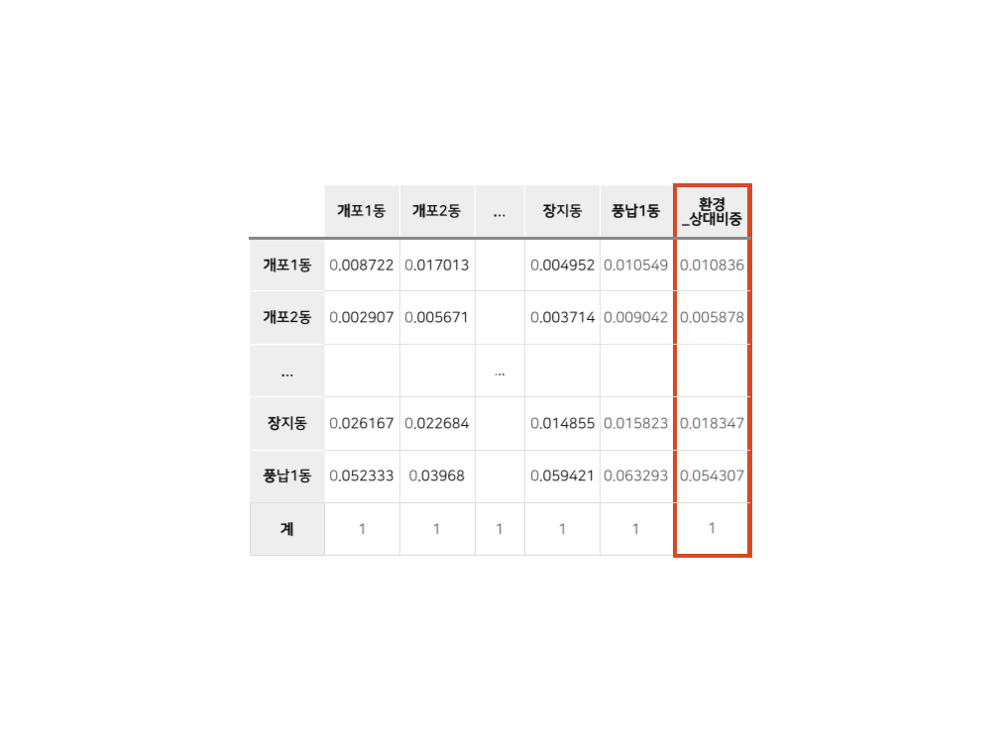 개포1동 개포2동 ... 장지동 풍납1동 환경
_상대비중
개포1동 0.008722 0.017013 0.004952 0.010549 0.010836
개포2동 0.002907 0.005671 0.003714 0.009042 0.005878
... ...
장지동 0.026167 0.022684 0.014855 0.015823 0.018347
풍납1동 0.052333 0.03968 0.059421 0.063293 0.054307
계 1 1 1 1 1 1